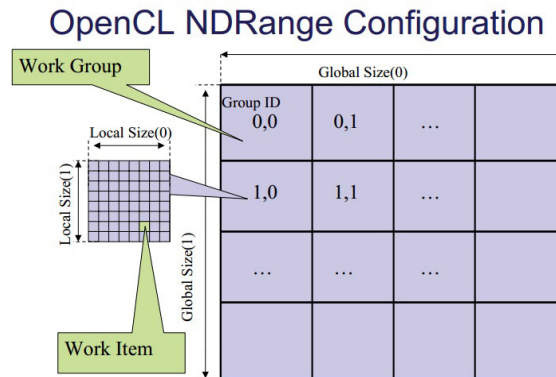 OpenCL NDRange Configuration
Work Group
Global Size(0)
Group ID
0,0
0,1
…
Local Size(0)
Local Size(1)
1,0
1,1
…
Global Size(1)
…
…
…
Work Item